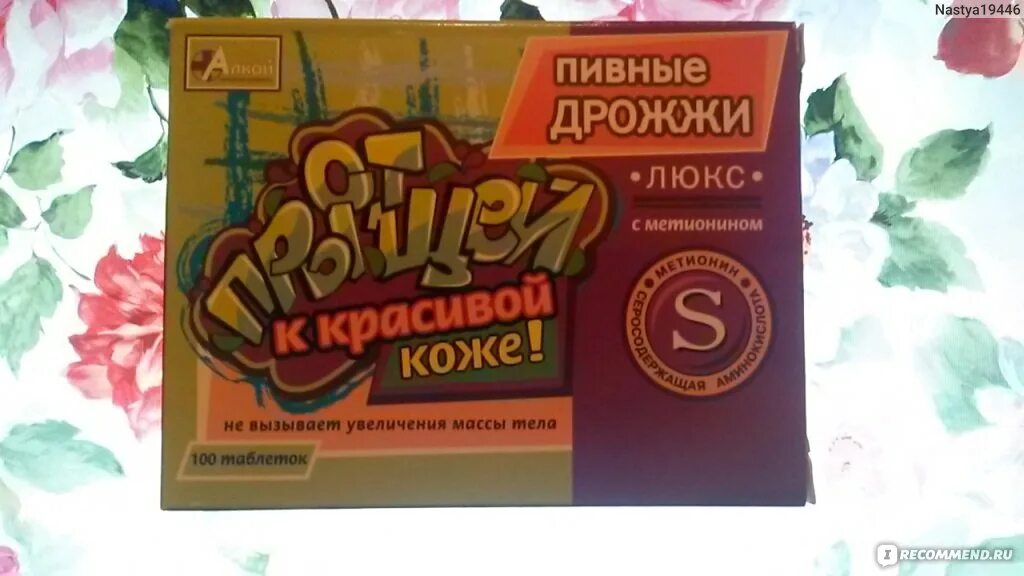 Nastya19446
Алкой
ПИВНЫЕ
ДРОЖЖИ
• ЛЮКС •
с метионином
ОТ
ПРЫЩЕЙ
к красивой
коже!
МЕТИОНИН
S
СЕРОСОДЕРЖАЩАЯ АМИНОКИСЛОТА
не вызывает увеличения массы тела
100 таблеток
IRECOMMEND.RU